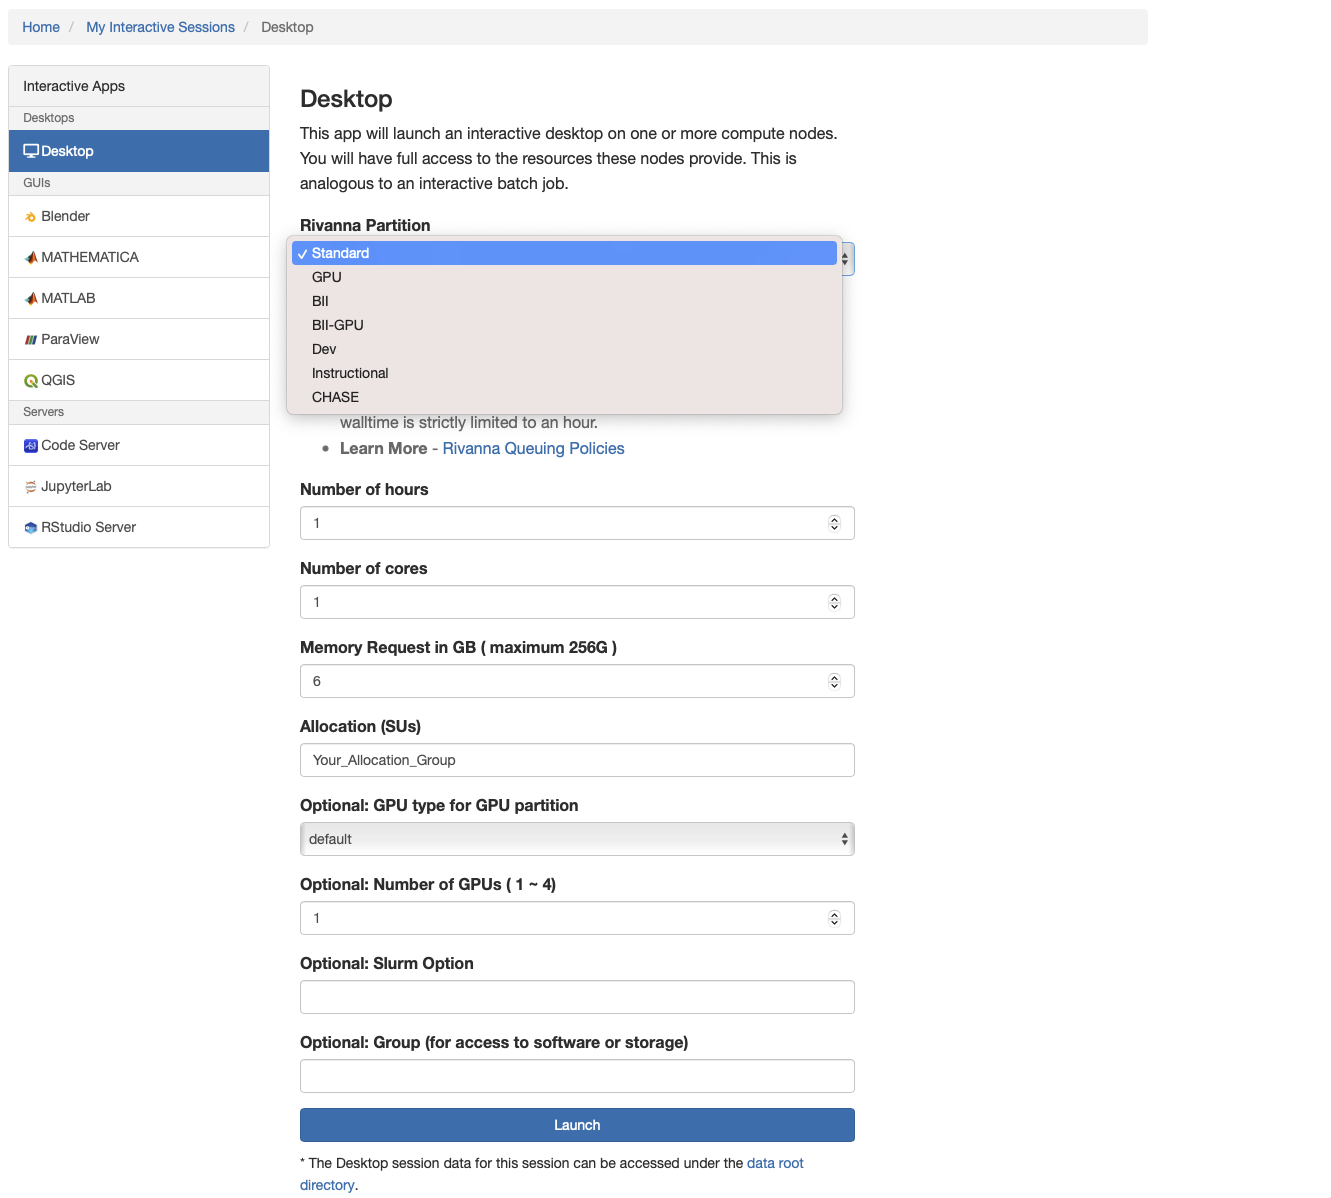 Home / My Interactive Sessions / Desktop
Interactive Apps
Desktops
Desktop
GUIs
Blender
MATHEMATICA
MATLAB
ParaView
QGIS
Servers
Code Server
JupyterLab
RStudio Server
Desktop
This app will launch an interactive desktop on one or more compute nodes.
You will have full access to the resources these nodes provide. This is
analogous to an interactive batch job.
Rivanna Partition
✓ Standard
GPU
BII
BII-GPU
Dev
Instructional
CHASE
walltime is strictly limited to an hour.
• Learn More - Rivanna Queuing Policies
Number of hours
1
Number of cores
1
Memory Request in GB ( maximum 256G )
6
Allocation (SUs)
Your_Allocation_Group
Optional: GPU type for GPU partition
default
Optional: Number of GPUs ( 1 ~ 4)
1
Optional: Slurm Option
Optional: Group (for access to software or storage)
Launch
* The Desktop session data for this session can be accessed under the data root
directory.